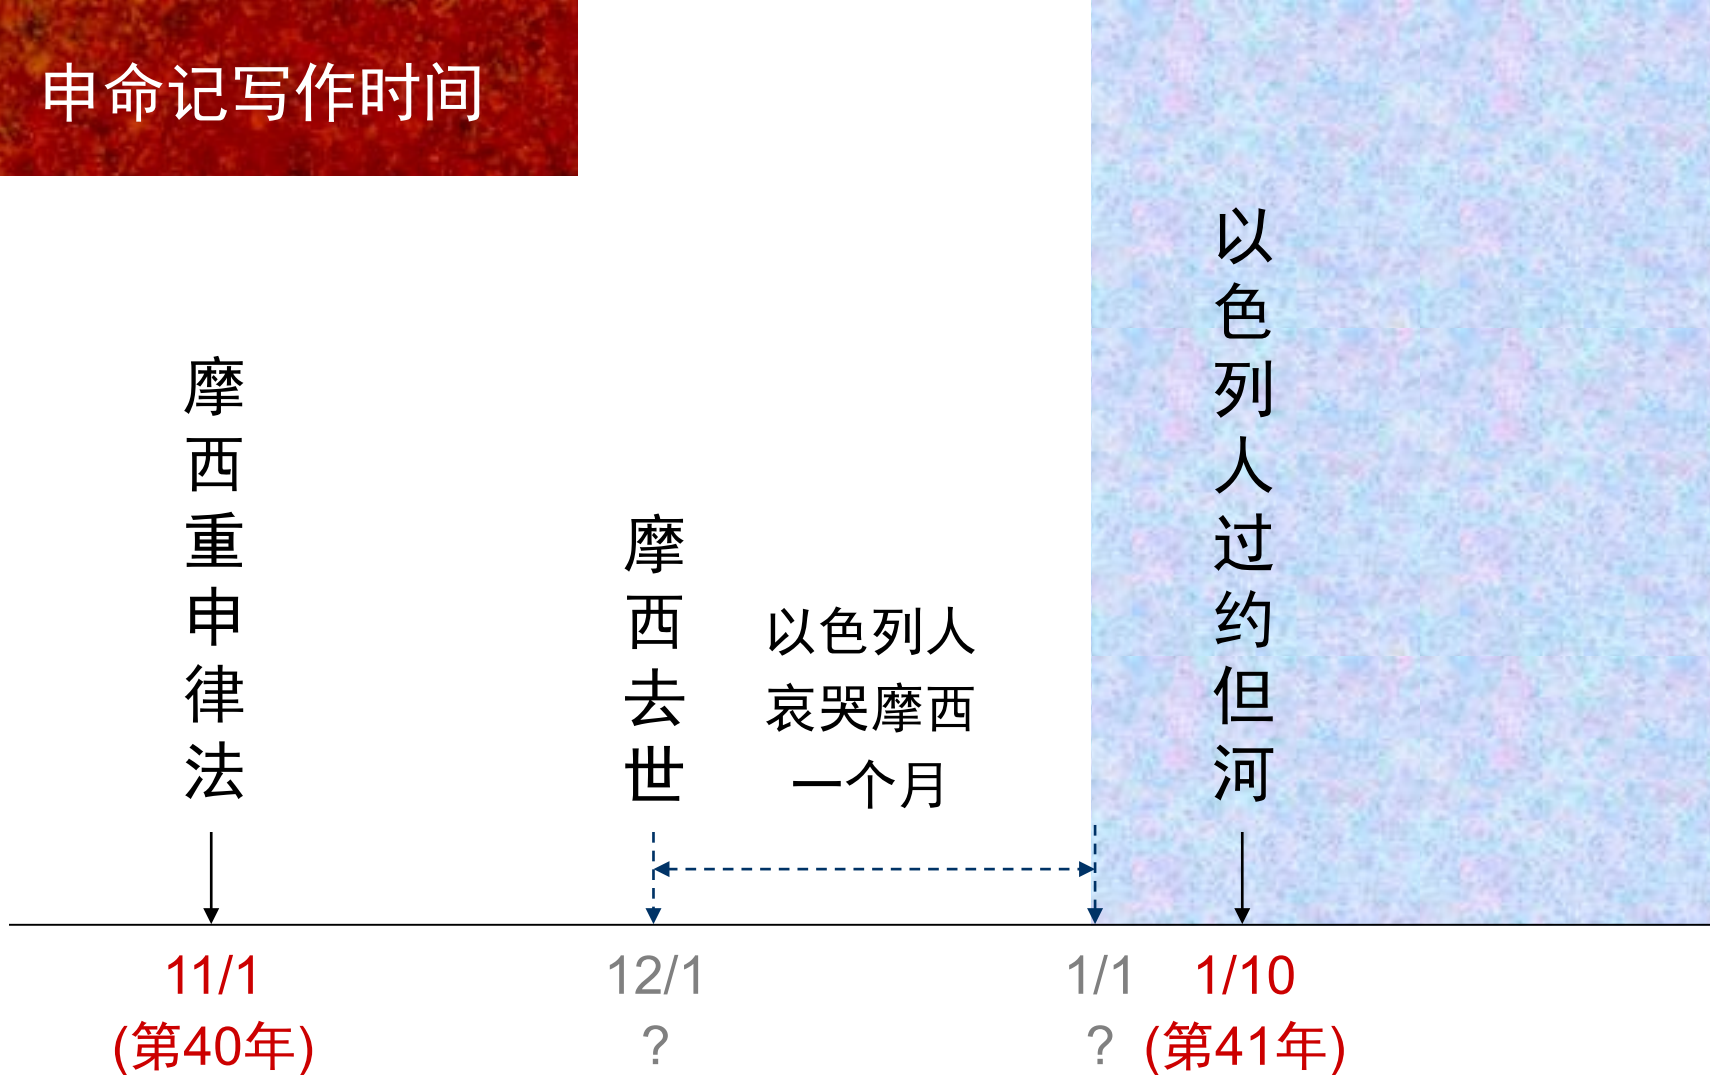 申命记写作时间
摩西重申律法
摩西去世
以色列人
哀哭摩西
一个月
以色列人过约但河
11/1
(第40年)
12/1
?
1/1
?
1/10
(第41年)